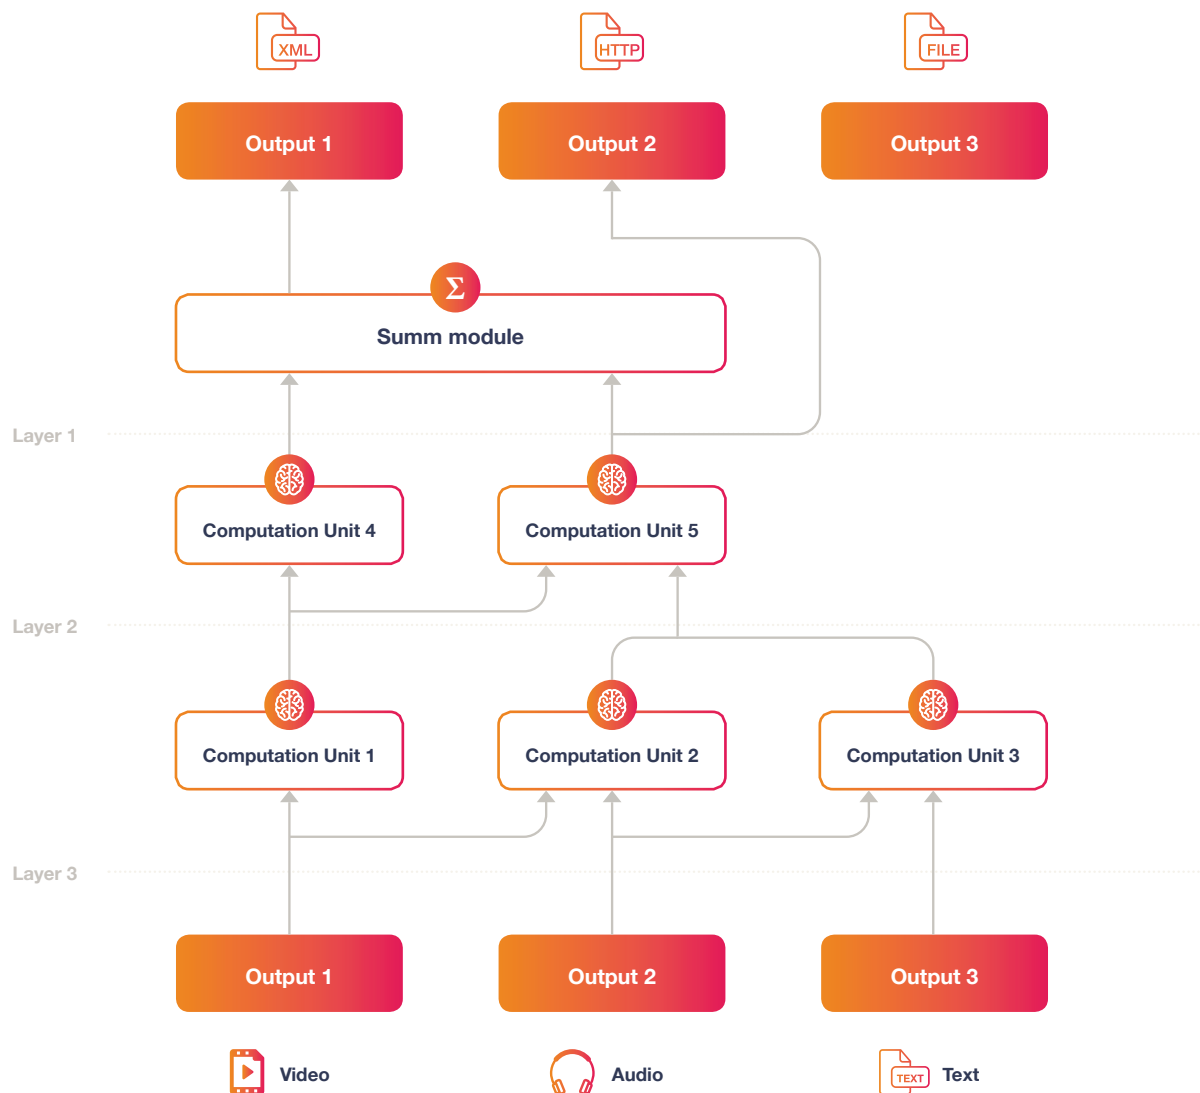 XML
HTTP
FILE
Output 1
Output 2
Output 3
Σ
Summ module
Layer 1
Computation Unit 4
Computation Unit 5
Layer 2
Computation Unit 1
Computation Unit 2
Computation Unit 3
Layer 3
Output 1
Output 2
Output 3
Video
Audio
TEXT
Text